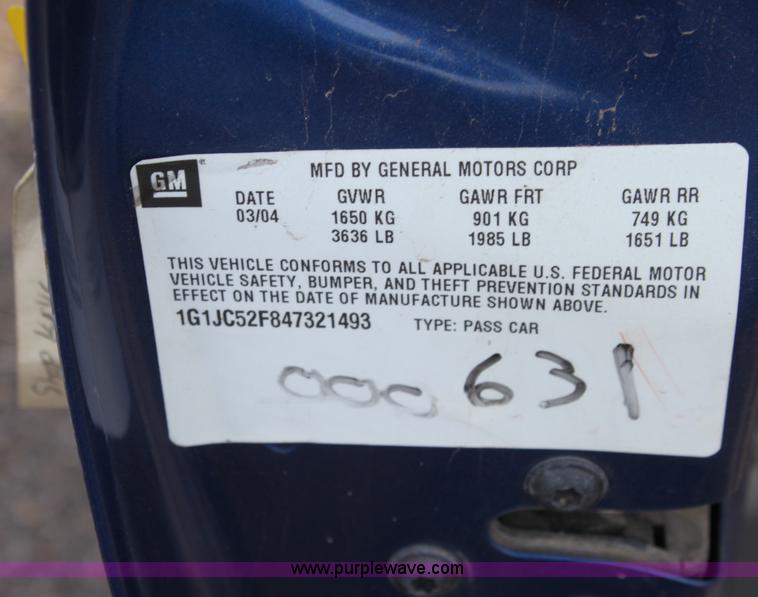 GM
MFD BY GENERAL MOTORS CORP
DATE GVWR GAWR FRT GAWR RR
03/04 1650 KG 901 KG 749 KG
3636 LB 1985 LB 1651 LB
THIS VEHICLE CONFORMS TO ALL APPLICABLE U.S. FEDERAL MOTOR
VEHICLE SAFETY, BUMPER, AND THEFT PREVENTION STANDARDS IN
EFFECT ON THE DATE OF MANUFACTURE SHOWN ABOVE.
1G1JC52F847321493 TYPE: PASS CAR
000631
www.purplewave.com